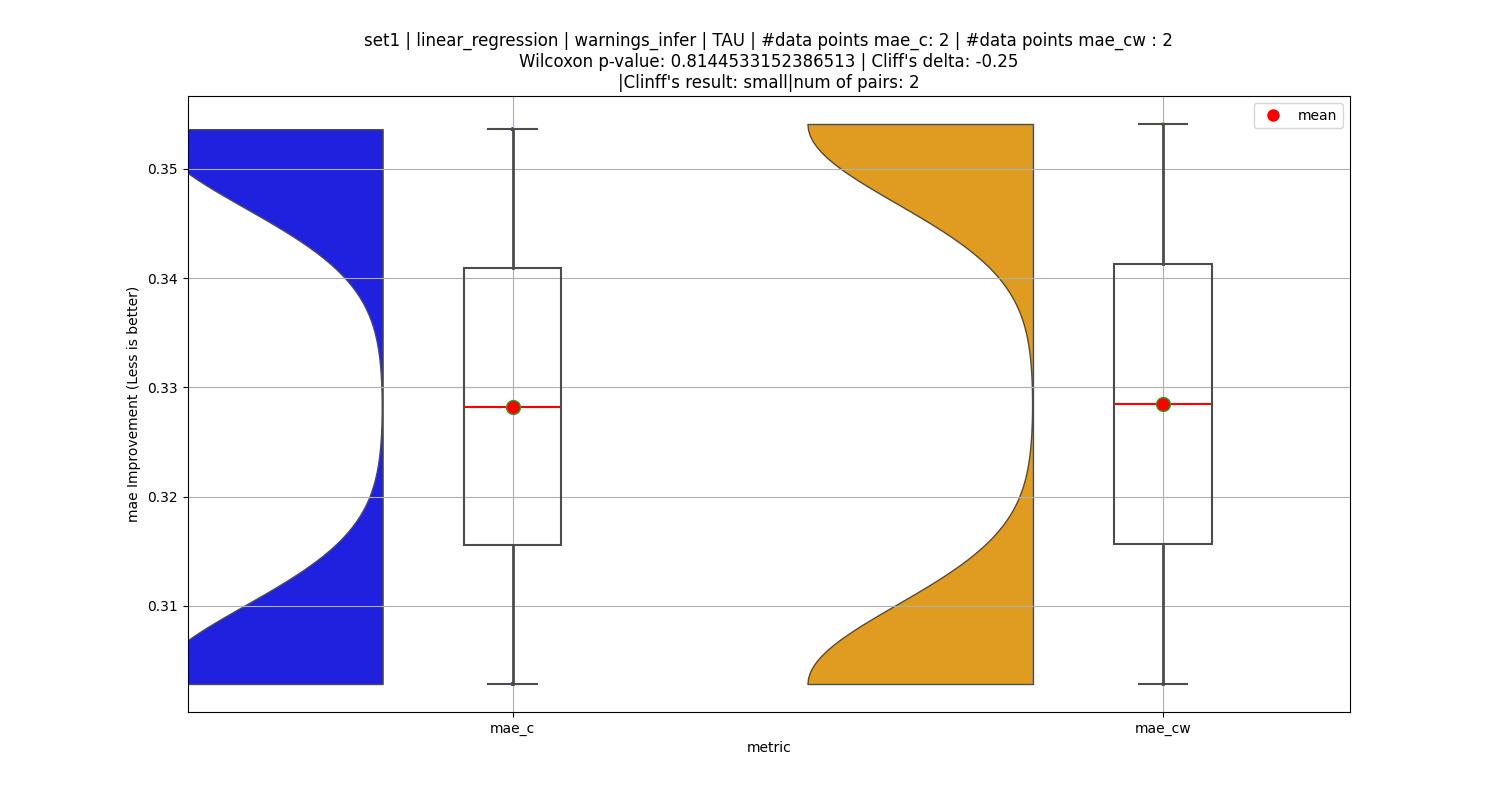 set1 | linear_regression | warnings_infer | TAU | #data points mae_c: 2 | #data points mae_cw : 2
Wilcoxon p-value: 0.8144533152386513 | Cliff's delta: -0.25
|Clinff's result: small|num of pairs: 2
mean
mae Improvement (Less is better)
0.35
0.34
0.33
0.32
0.31
mae_c
mae_cw
metric